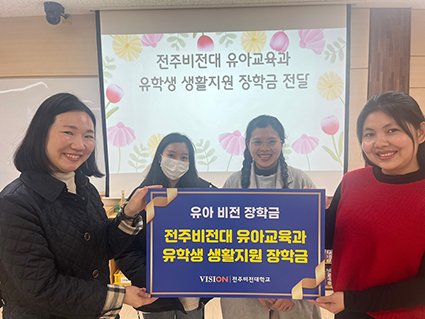 전주비전대 유아교육과
유학생 생활지원 장학금 전달
유아 비전 장학금
전주비전대 유아교육과
유학생 생활지원 장학금
VISION 전주비전대학교